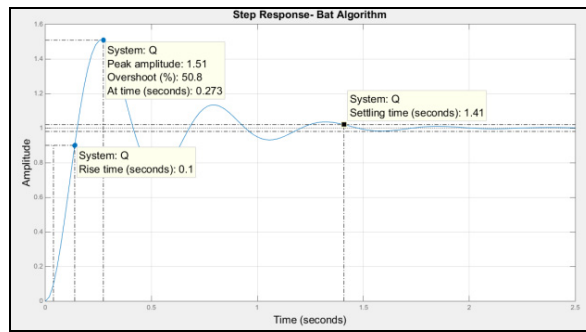 Step Response- Bat Algorithm
1.6
1.4
1.2
1
0.8
0.6
0.4
0.2
0
Amplitude
System: Q
Peak amplitude: 1.51
Overshoot (%): 50.8
At time (seconds): 0.273
System: Q
Settling time (seconds): 1.41
System: Q
Rise time (seconds): 0.1
0
0.5
1
1.5
2
2.5
Time (seconds)